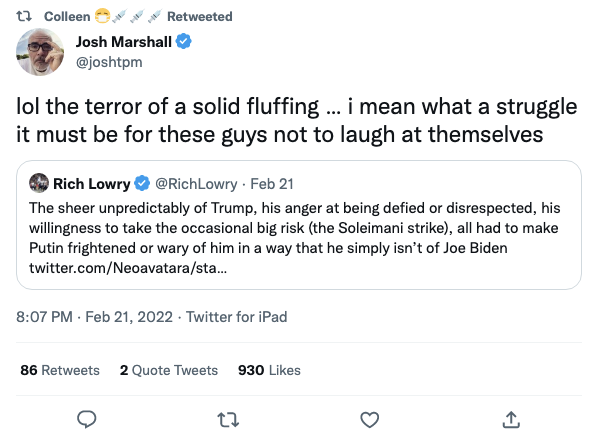 Colleen 😷💉💉💉 Retweeted
Josh Marshall
@joshtpm
lol the terror of a solid fluffing ... i mean what a struggle
it must be for these guys not to laugh at themselves
Rich Lowry @RichLowry · Feb 21
The sheer unpredictably of Trump, his anger at being defied or disrespected, his
willingness to take the occasional big risk (the Soleimani strike), all had to make
Putin frightened or wary of him in a way that he simply isn't of Joe Biden
twitter.com/Neoavatara/sta...
8:07 PM · Feb 21, 2022 · Twitter for iPad
86 Retweets 2 Quote Tweets 930 Likes